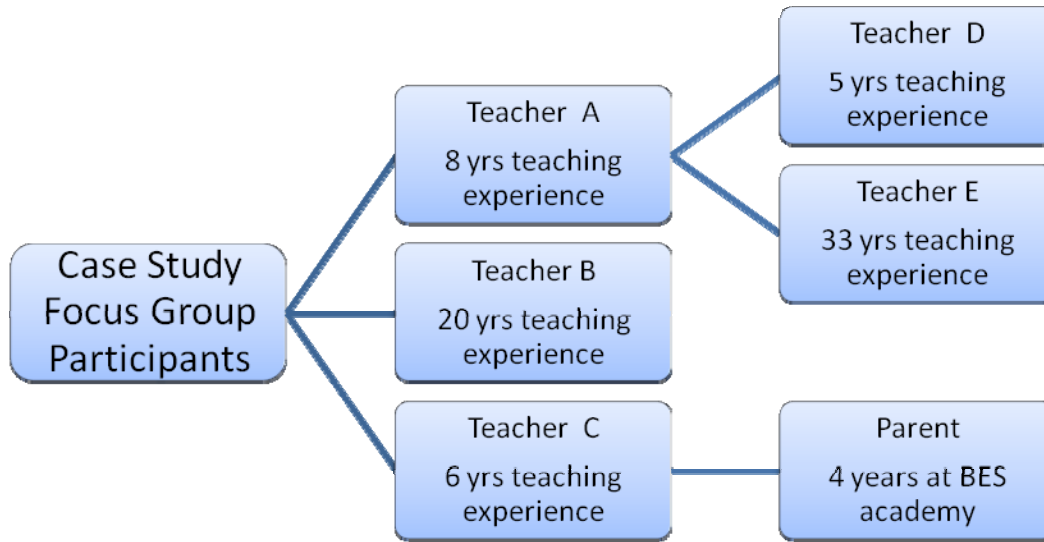 Case Study
Focus Group
Participants
Teacher A
8 yrs teaching
experience
Teacher B
20 yrs teaching
experience
Teacher C
6 yrs teaching
experience
Teacher D
5 yrs teaching
experience
Teacher E
33 yrs teaching
experience
Parent
4 years at BES
academy